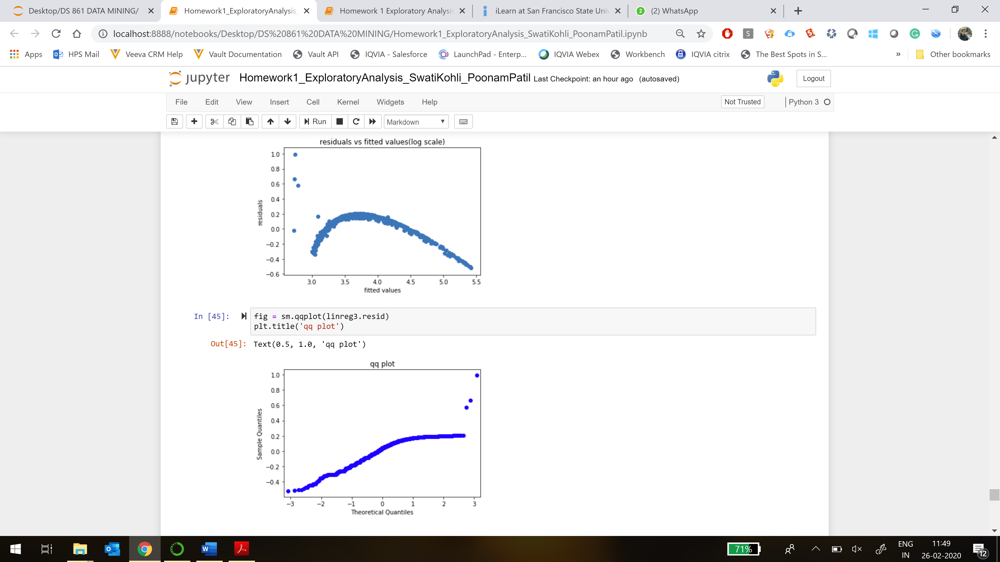 Desktop/DS 861 DATA MINING/
Homework1_ExploratoryAnalysis_
Homework 1 Exploratory Analysis
iLearn at San Francisco State Univ
2
(2) WhatsApp
localhost:8888/notebooks/Desktop/DS%20861%20DATA%20MINING/Homework1_ExploratoryAnalysis_SwatiKohli_PoonamPatil.ipynb
S
G
Apps
HPS Mail
Veeva CRM Help
Vault Documentation
Vault API
IQVIA - Salesforce
LaunchPad - Enterp...
IQVIA Webex
Workbench
IQVIA citrix
The Best Spots in S...
»
Other bookmarks
jupyter
Homework1_ExploratoryAnalysis_SwatiKohli_PoonamPatil
Last Checkpoint: an hour ago (autosaved)
Logout
File
Edit
View
Insert
Cell
Kernel
Widgets
Help
Not Trusted
Python 3
Run
Markdown
residuals vs fitted values(log scale)
1.0
0.8
0.6
0.4
0.2
0.0
−0.2
−0.4
−0.6
residuals
3.0
3.5
4.0
4.5
5.0
5.5
fitted values
In [45]:
fig = sm.qqplot(linreg3.resid)
plt.title('qq plot')
Out[45]:
Text(0.5, 1.0, 'qq plot')
qq plot
1.0
0.8
0.6
0.4
0.2
0.0
−0.2
−0.4
Sample Quantiles
−3
−2
−1
0
1
2
3
Theoretical Quantiles
71%
ENG
IN
11:49
26-02-2020
12